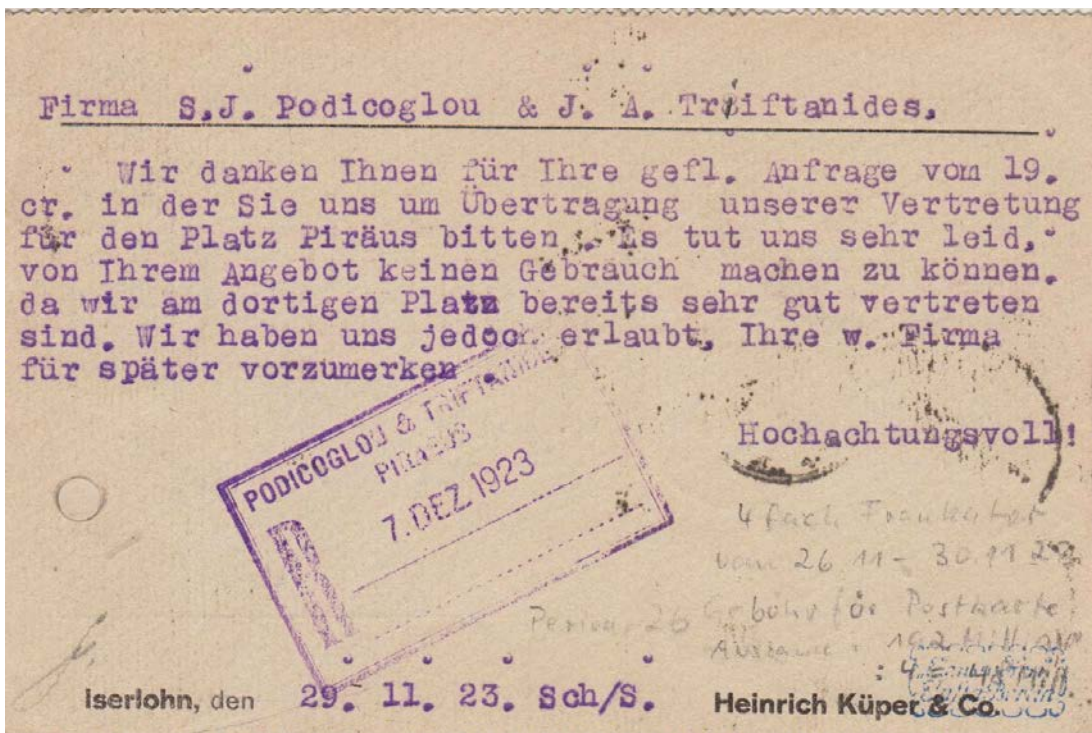 Firma S.J. Podicoglou & J. A. Treiftanides.
Wir danken Ihnen für Ihre gefl. Anfrage vom 19.
cr. in der Sie uns um Übertragung unserer Vertretung
für den Platz Piräus bitten. Es tut uns sehr leid,
von Ihrem Angebot keinen Gebrauch machen zu können.
da wir am dortigen Platz bereits sehr gut vertreten
sind. Wir haben uns jedoch erlaubt, Ihre w. Firma
für später vorzumerken.
Hochachtungsvoll!
PODICOGLOU & TRIFTANIDE
PIRAEUS
7. DEZ. 1923
4 fach Frankatur
vom 26 11 - 30.11 23
Period. 26 Gebühr für Postkarte
Ausland: 192
Iserlohn, den 29. 11. 23. Sch/S. Heinrich Küper & Co.